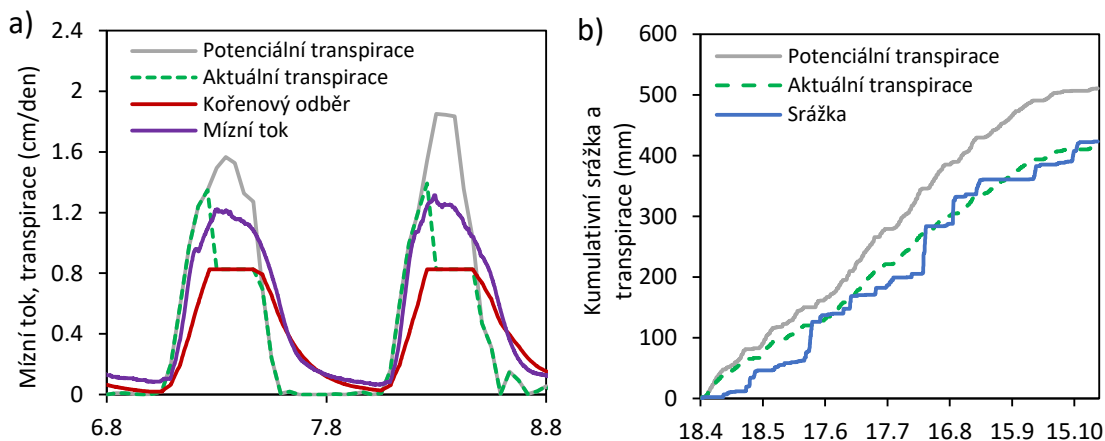 a)
Mízní tok, transpirace (cm/den)
2.4
2
1.6
1.2
0.8
0.4
0
Potenciální transpirace
Aktuální transpirace
Kořenový odběr
Mízní tok
6.8 7.8 8.8
b)
Kumulativní srážka a
transpirace (mm)
600
500
400
300
200
100
0
Potenciální transpirace
Aktuální transpirace
Srážka
18.4 18.5 17.6 17.7 16.8 15.9 15.10